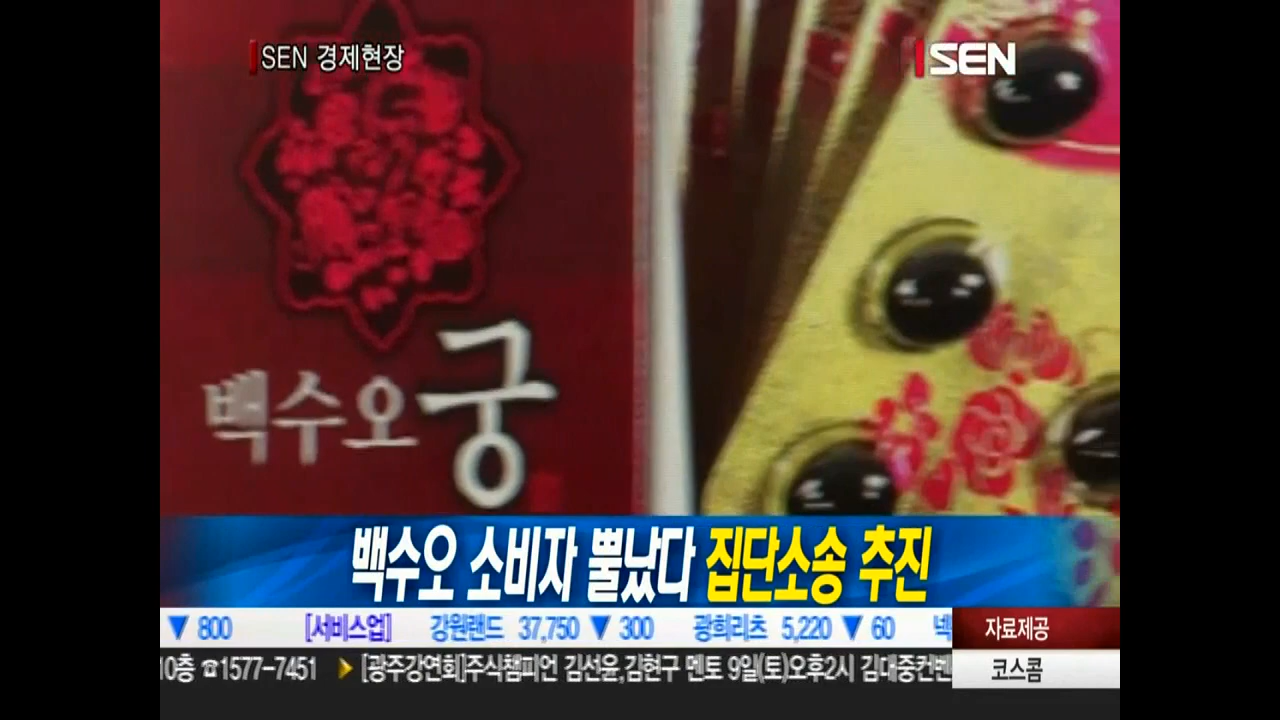 SEN 경제현장
SEN
백수오궁
백수오 소비자 뿔났다 집단소송 추진
▼ 800 [서비스업] 강원랜드 37,750 ▼ 300 광희리츠 5,220 ▼ 60 넥
자료제공
10층 ☎1577-7451 ▶ [광주강연회]주식챔피언 김선윤,김현구 멘토 9일(토)오후2시 김대중컨벤
코스콤